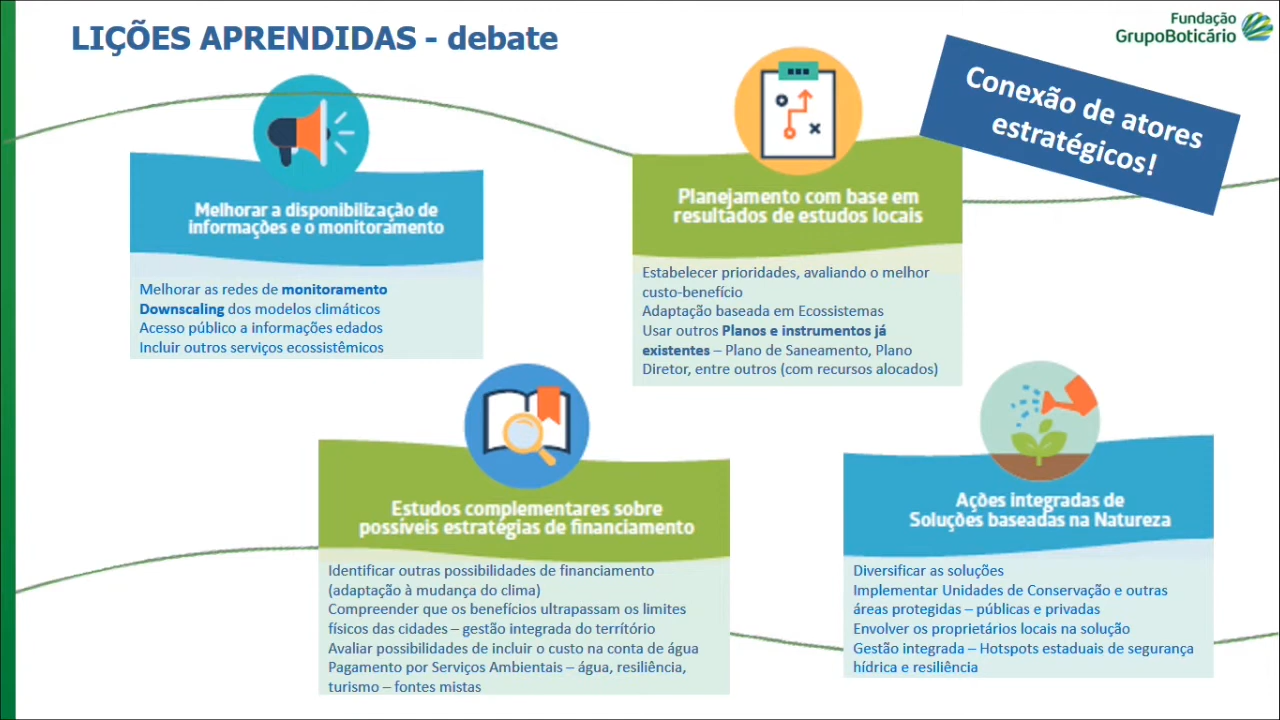 LIÇÕES APRENDIDAS - debate
Fundação
GrupoBoticário
Conexão de atores
estratégicos!
Melhorar a disponibilização de
informações e o monitoramento
Melhorar as redes de monitoramento
Downscaling dos modelos climáticos
Acesso público a informações edados
Incluir outros serviços ecossistêmicos
Planejamento com base em
resultados de estudos locais
Estabelecer prioridades, avaliando o melhor
custo-benefício
Adaptação baseada em Ecossistemas
Usar outros Planos e instrumentos já
existentes – Plano de Saneamento, Plano
Diretor, entre outros (com recursos alocados)
Estudos complementares sobre
possíveis estratégias de financiamento
Identificar outras possibilidades de financiamento
(adaptação à mudança do clima)
Compreender que os benefícios ultrapassam os limites
físicos das cidades – gestão integrada do território
Avaliar possibilidades de incluir o custo na conta de água
Pagamento por Serviços Ambientais – água, resiliência,
turismo – fontes mistas
Ações integradas de
Soluções baseadas na Natureza
Diversificar as soluções
Implementar Unidades de Conservação e outras
áreas protegidas – públicas e privadas
Envolver os proprietários locais na solução
Gestão integrada – Hotspots estaduais de segurança
hídrica e resiliência